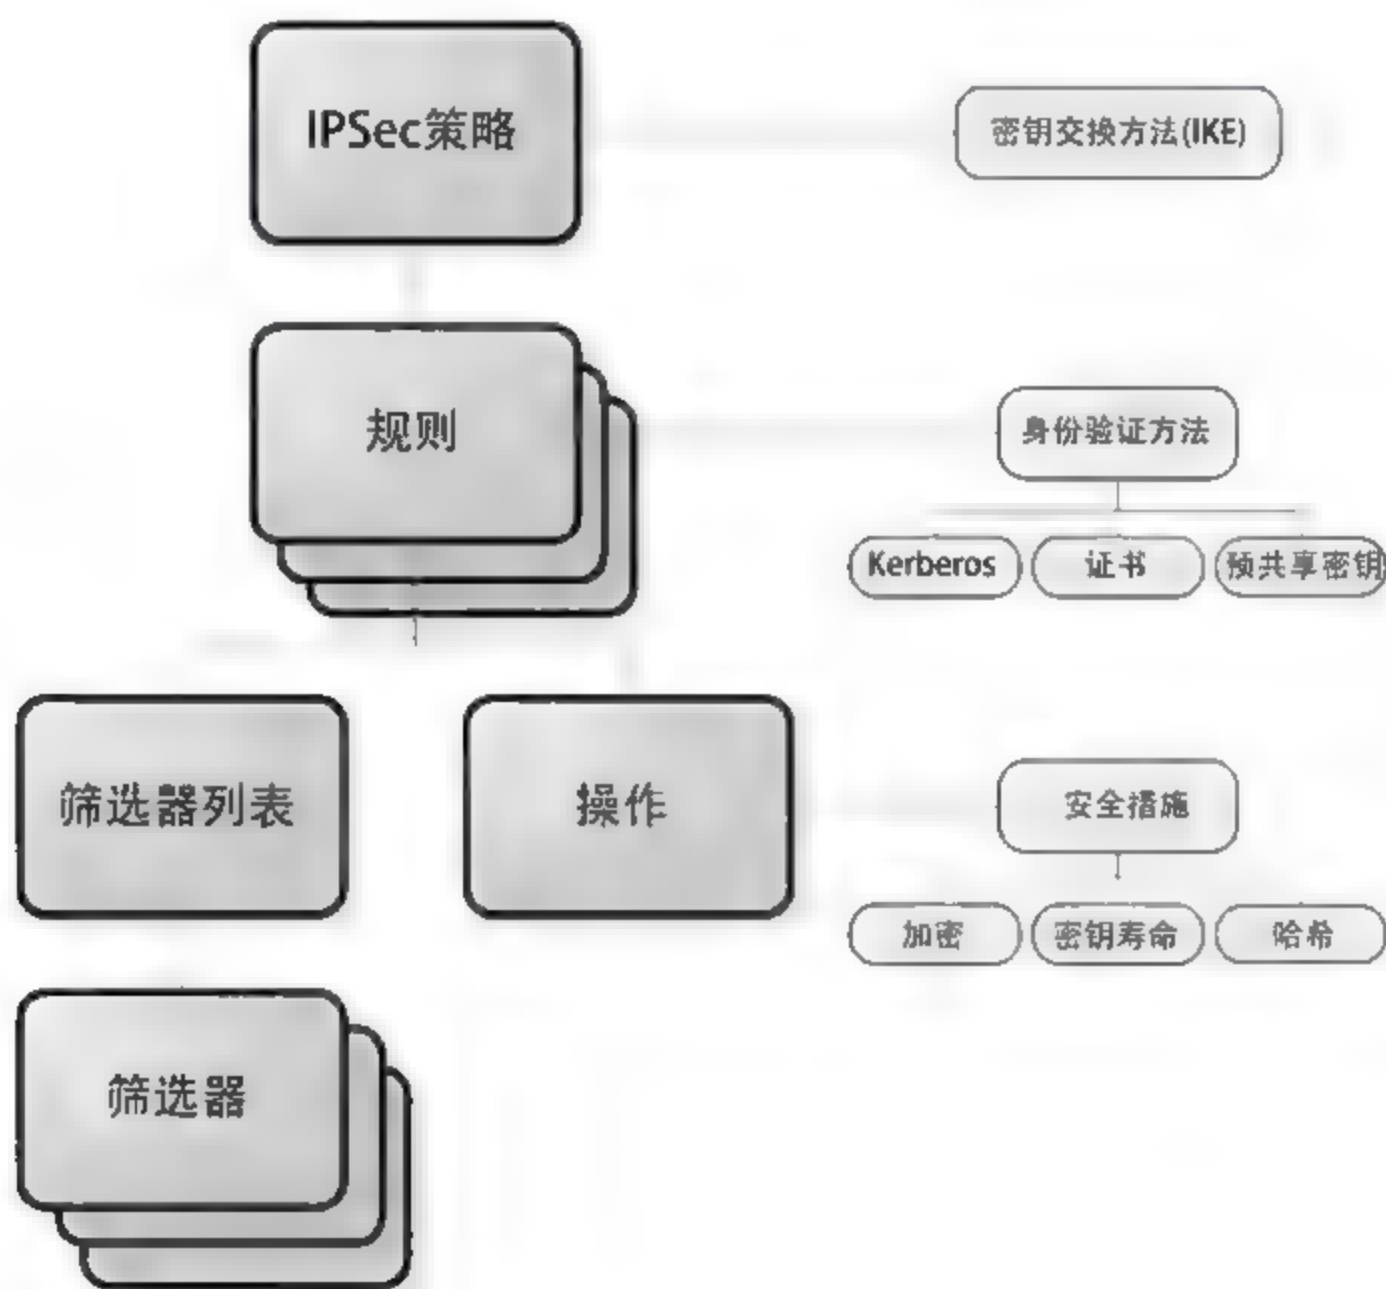 IPSec策略
密钥交换方法(IKE)
规则
身份验证方法
Kerberos
证书
预共享密钥
筛选器列表
操作
安全措施
加密
密钥寿命
哈希
筛选器